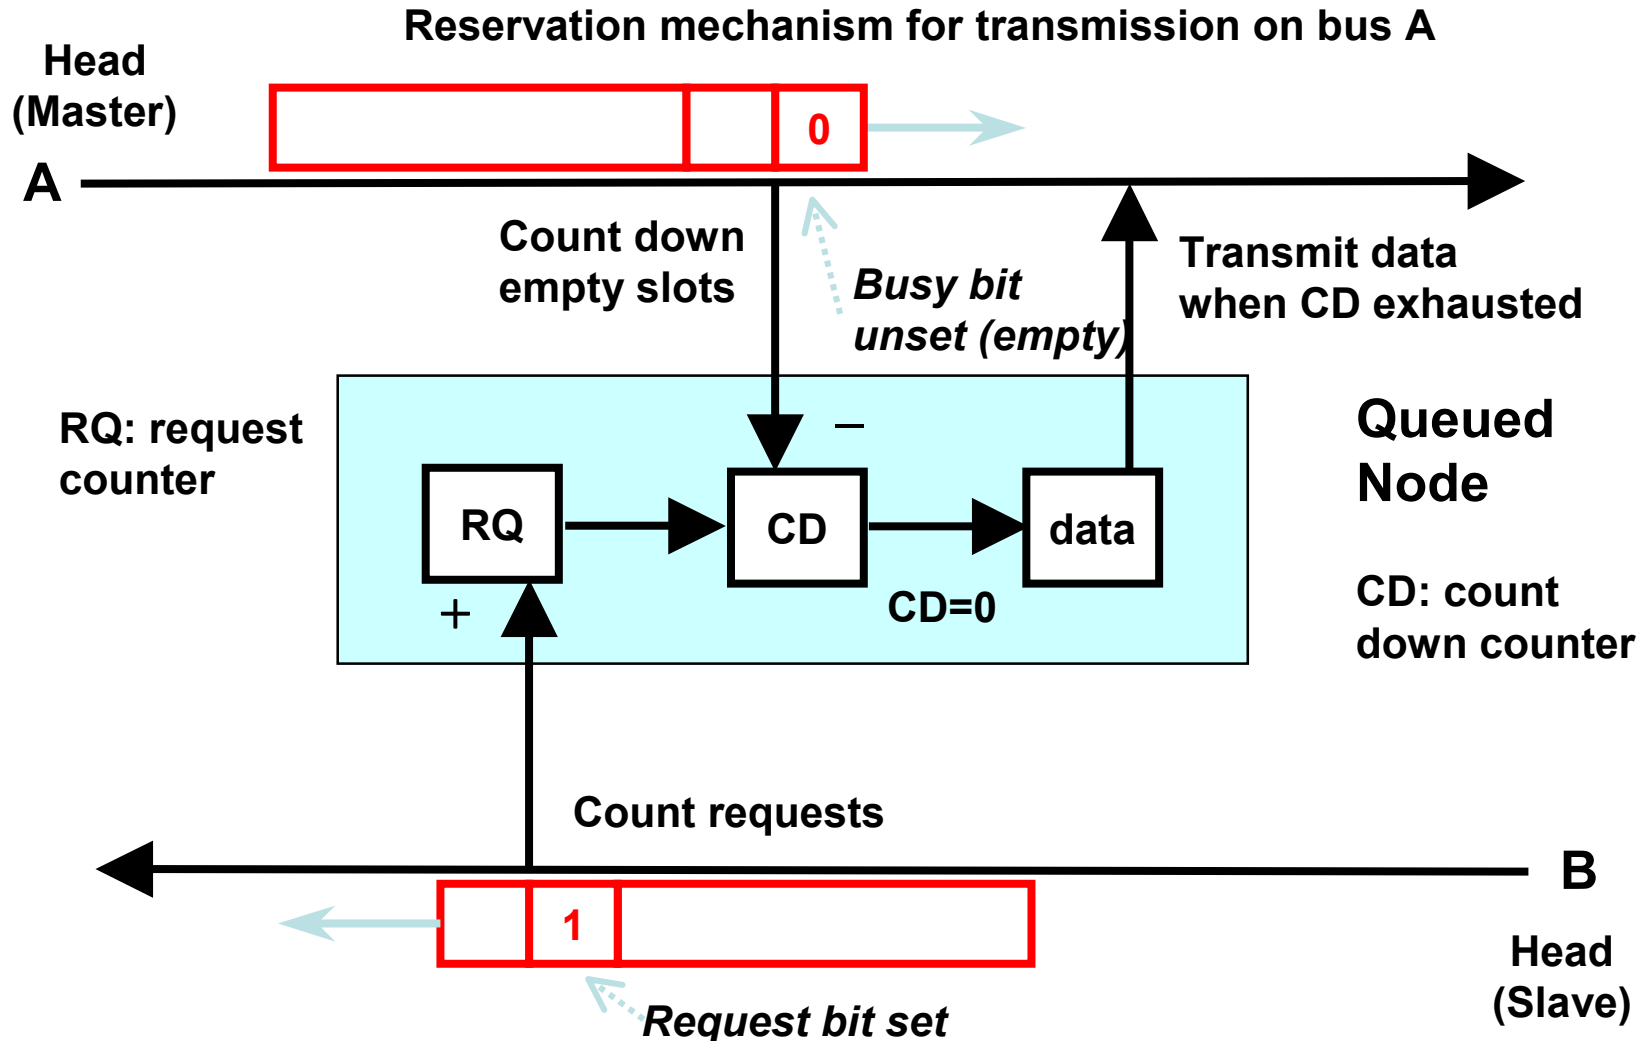 Reservation mechanism for transmission on bus A
Head
(Master)
0
A
Count down
empty slots
Busy bit
unset (empty)
Transmit data
when CD exhausted
RQ: request
counter
−
Queued
Node
RQ
CD
data
+
CD=0
CD: count
down counter
Count requests
B
1
Head
(Slave)
Request bit set